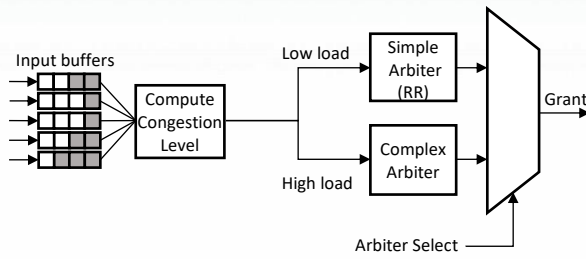 Input buffers
Compute
Congestion
Level
Low load
High load
Simple
Arbiter
(RR)
Complex
Arbiter
Grant
Arbiter Select